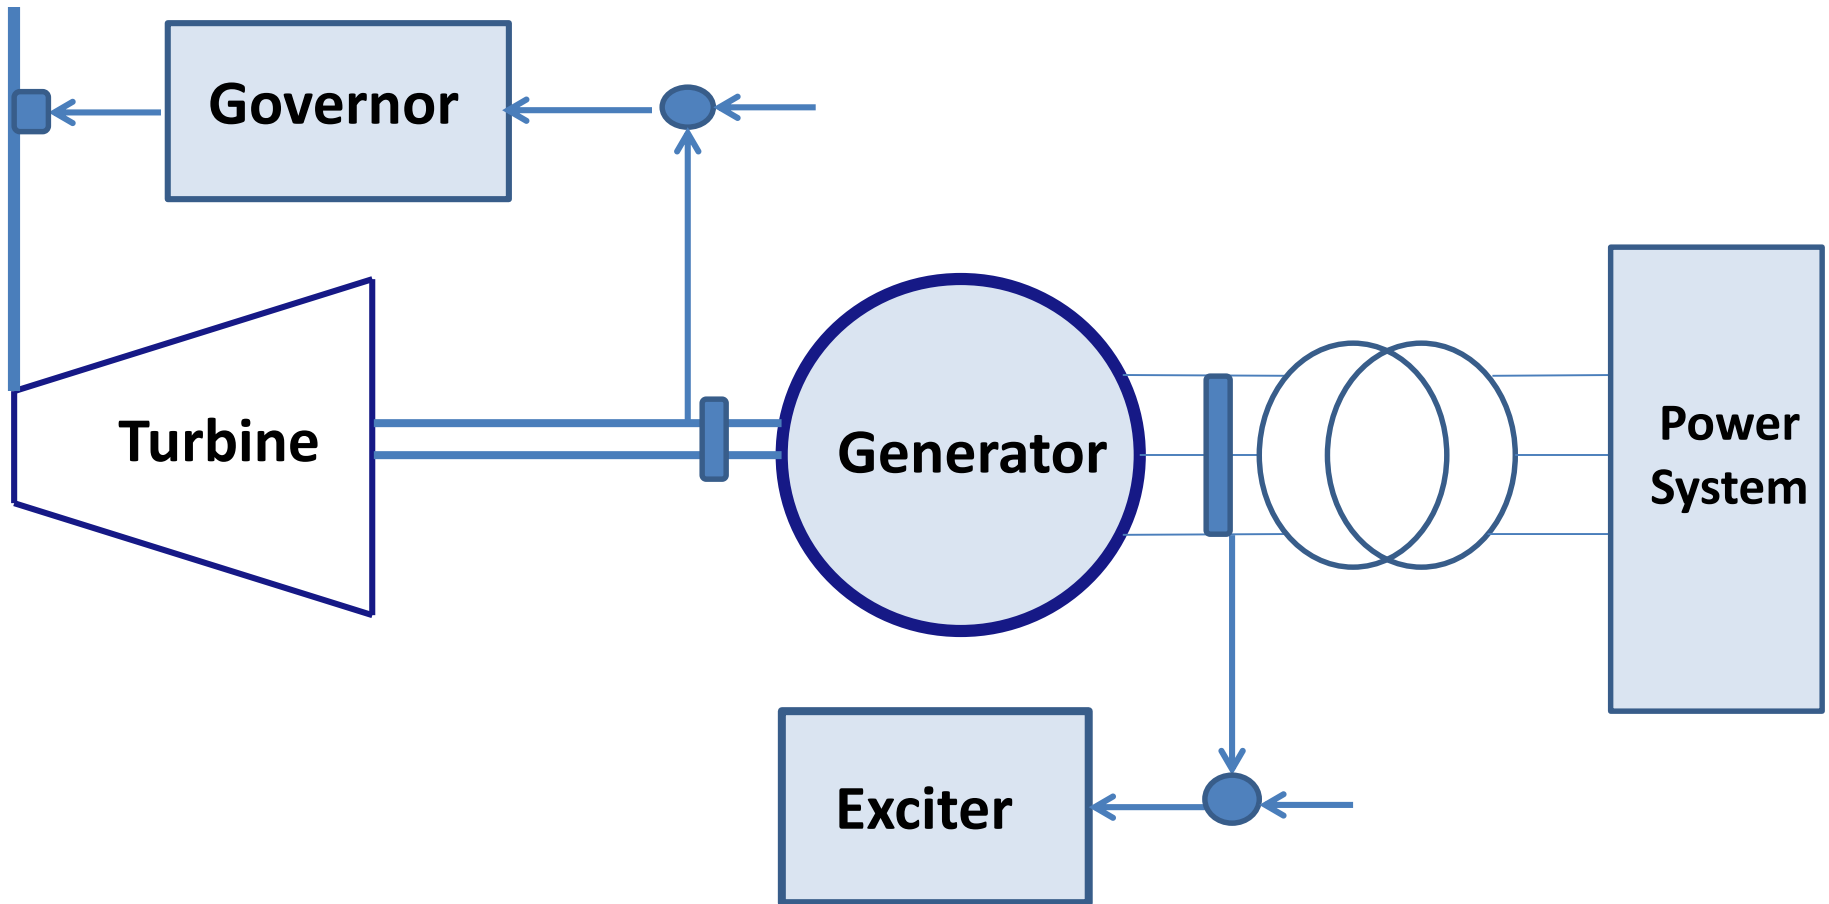 Governor
Turbine
Generator
Power
System
Exciter